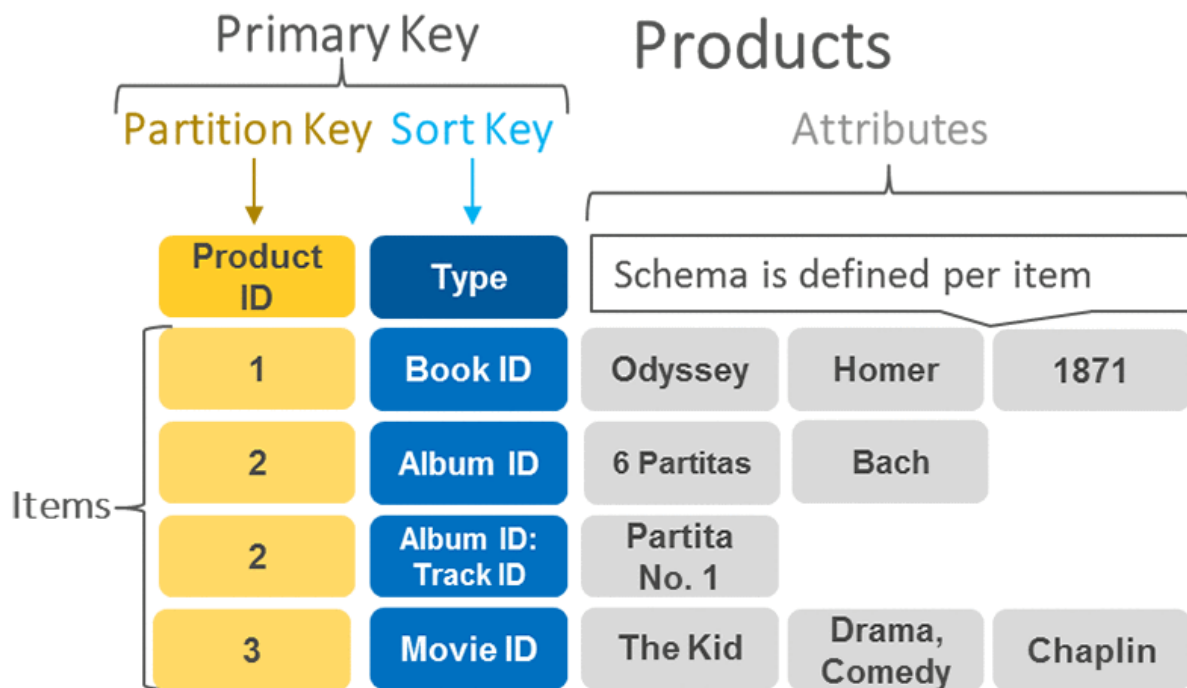 Primary Key
Products
Partition Key
Sort Key
Attributes
Product
ID
Type
Schema is defined per item
Items
1
Book ID
Odyssey
Homer
1871
2
Album ID
6 Partitas
Bach
2
Album ID:
Track ID
Partita
No. 1
3
Movie ID
The Kid
Drama,
Comedy
Chaplin